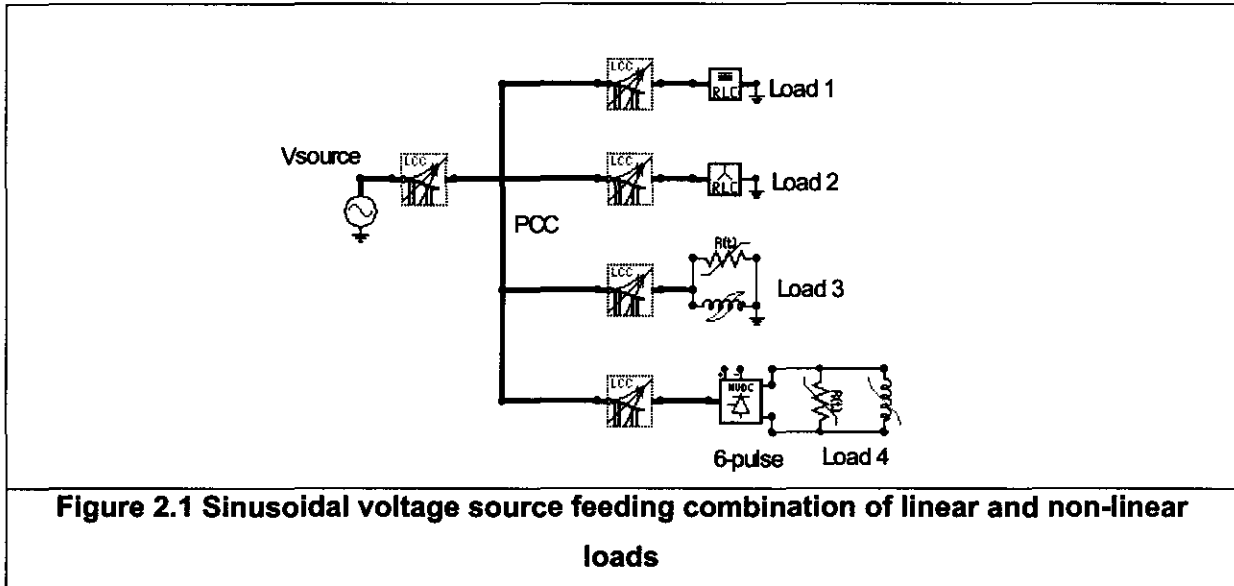 LCC
RLC
Load 1
Vsource
LCC
LCC
RLC
Load 2
PCC
R(t)
LCC
Load 3
LCC
R(t)
6-pulse
Load 4
Figure 2.1 Sinusoidal voltage source feeding combination of linear and non-linear
loads